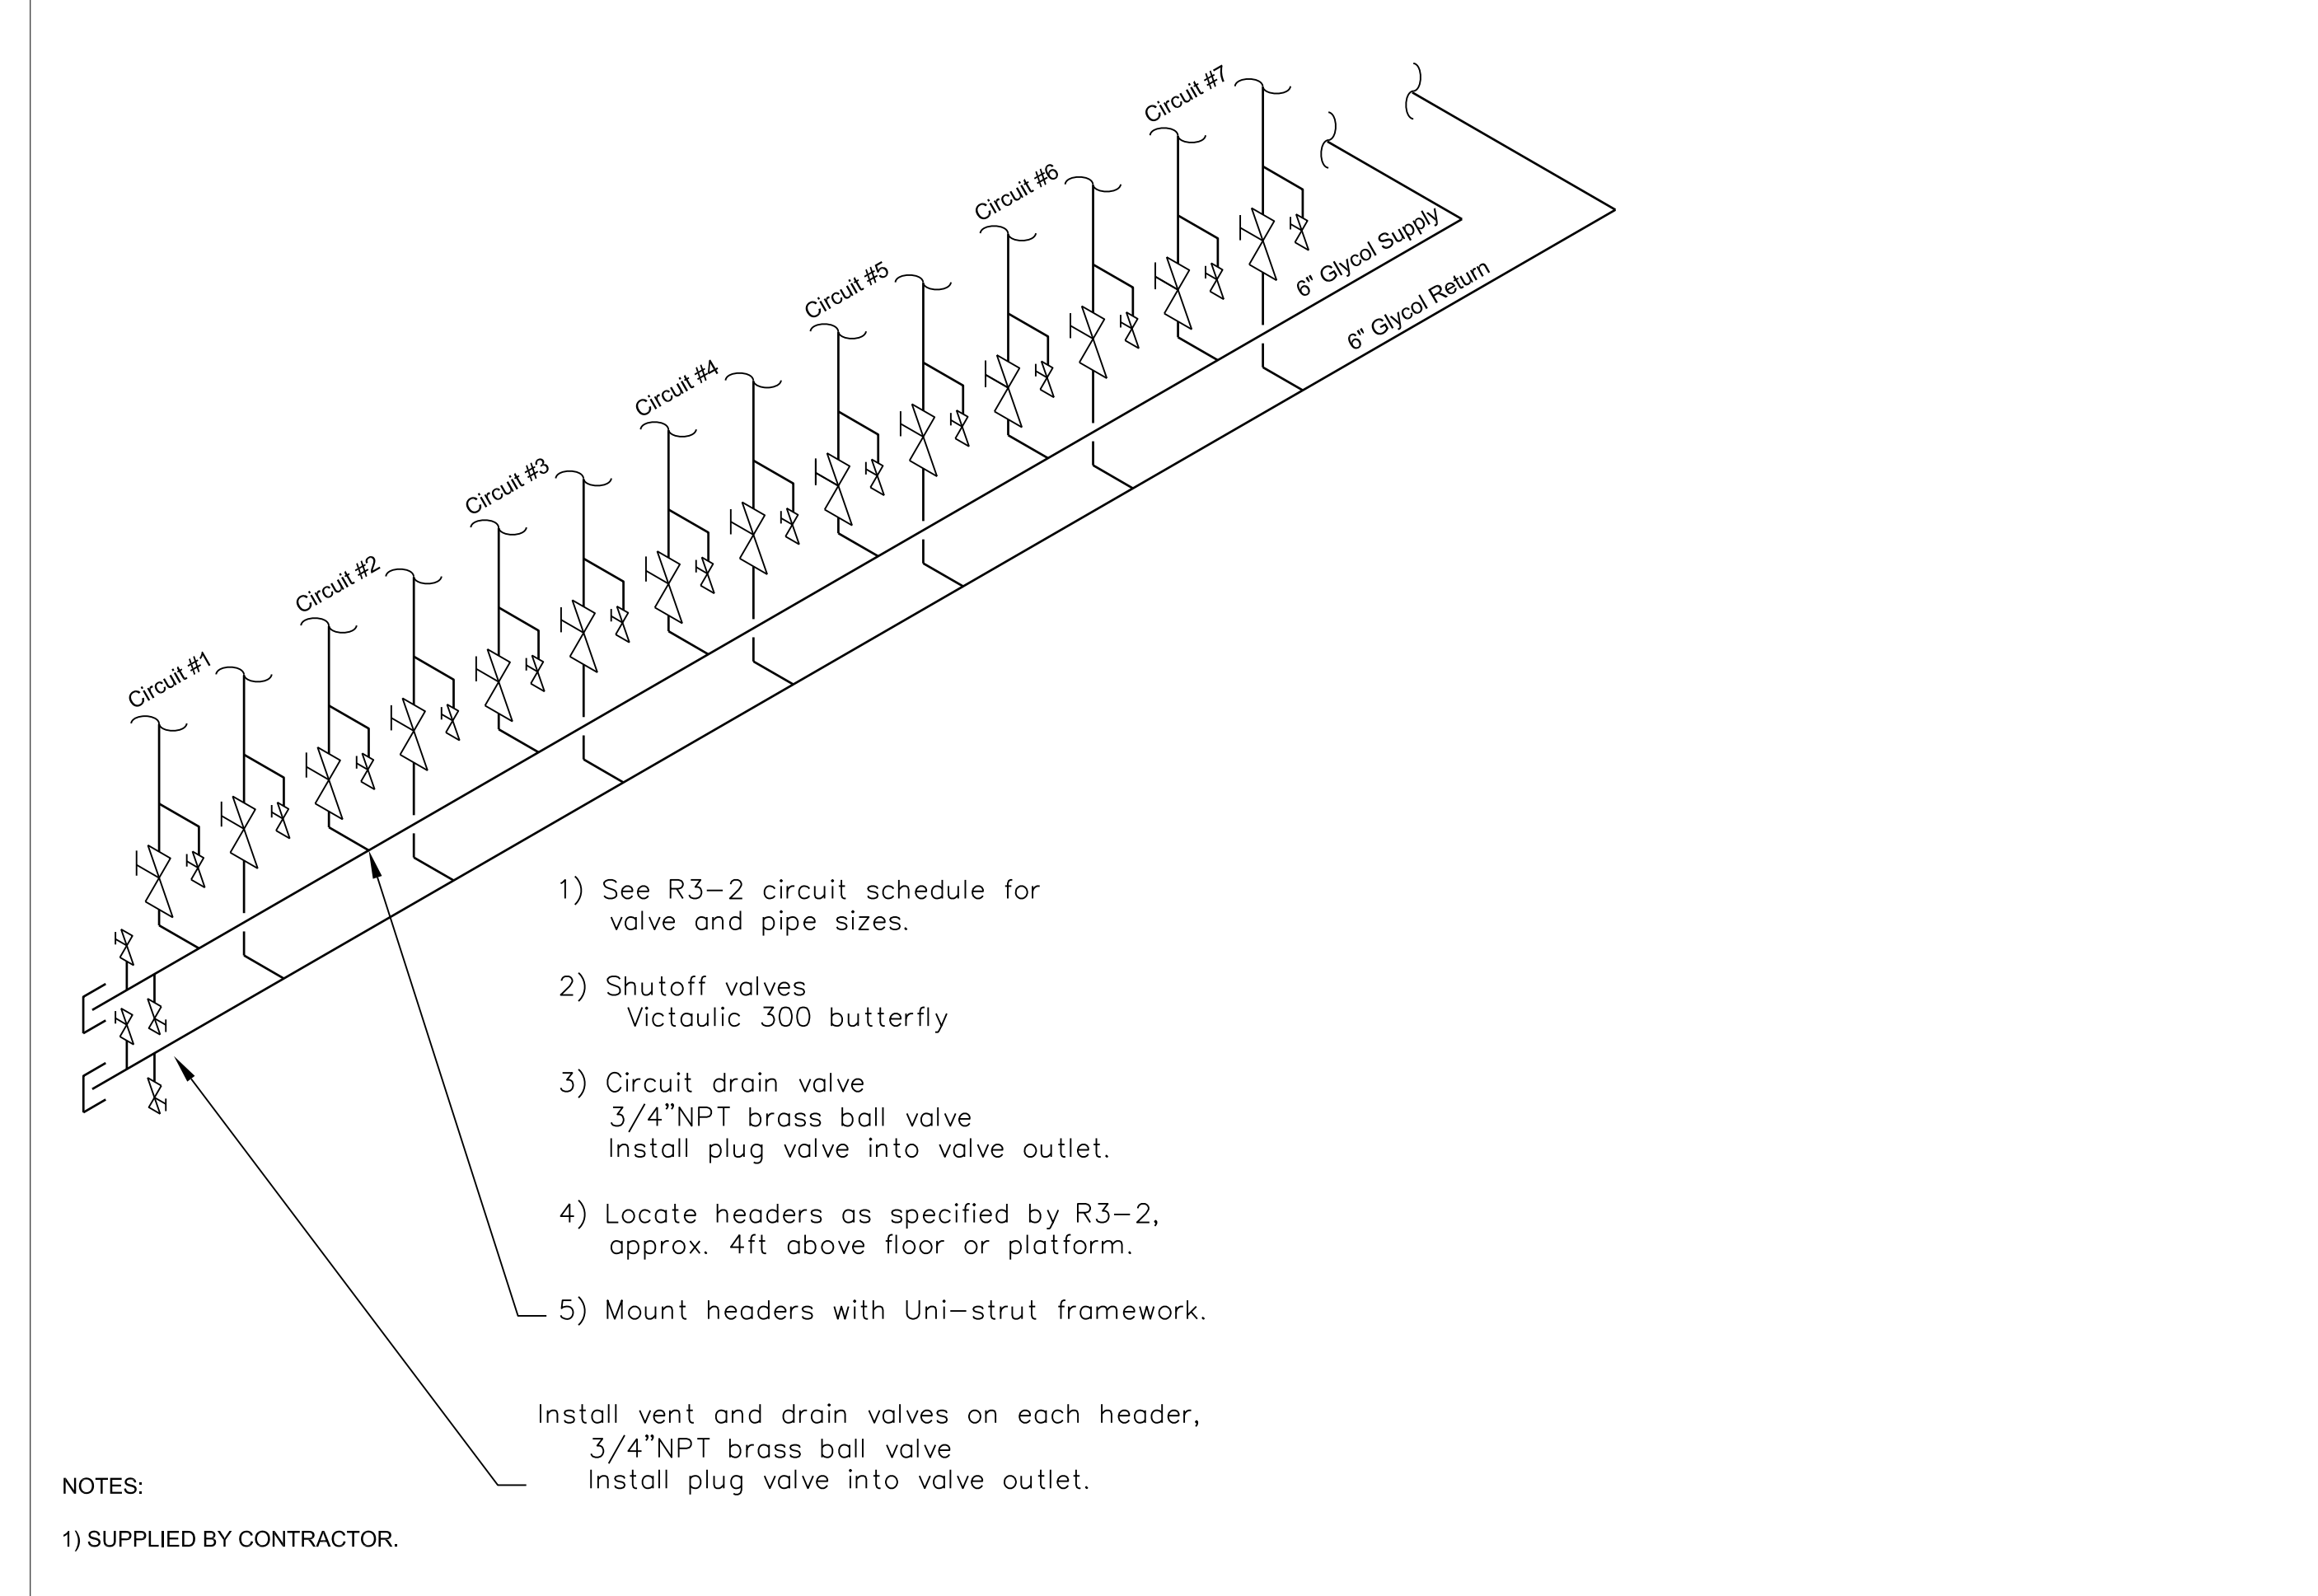 Circuit #7
Circuit #6
Circuit #5
Circuit #4
Circuit #3
Circuit #2
Circuit #1
6" Glycol Supply
6" Glycol Return
1) See R3-2 circuit schedule for
valve and pipe sizes.
2) Shutoff valves
Victaulic 300 butterfly
3) Circuit drain valve
3/4"NPT brass ball valve
Install plug valve into valve outlet.
4) Locate headers as specified by R3-2,
approx. 4ft above floor or platform.
5) Mount headers with Uni-strut framework.
Install vent and drain valves on each header,
3/4"NPT brass ball valve
Install plug valve into valve outlet.
NOTES:
1) SUPPLIED BY CONTRACTOR.